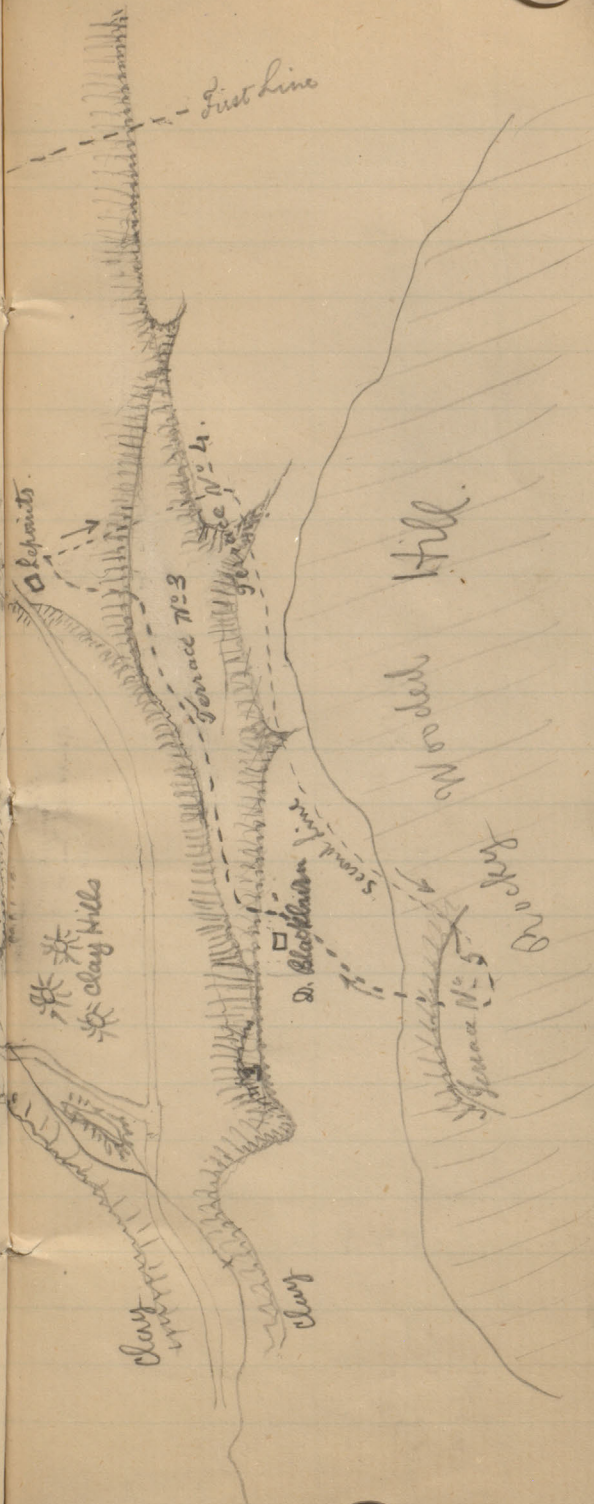 First Line
Terrace No 4.
Terrace No 3
Clay Hills
D. Blackburn
Second Line
Rocky Wooded Hill.
Terrace No 5
Clay
Clay